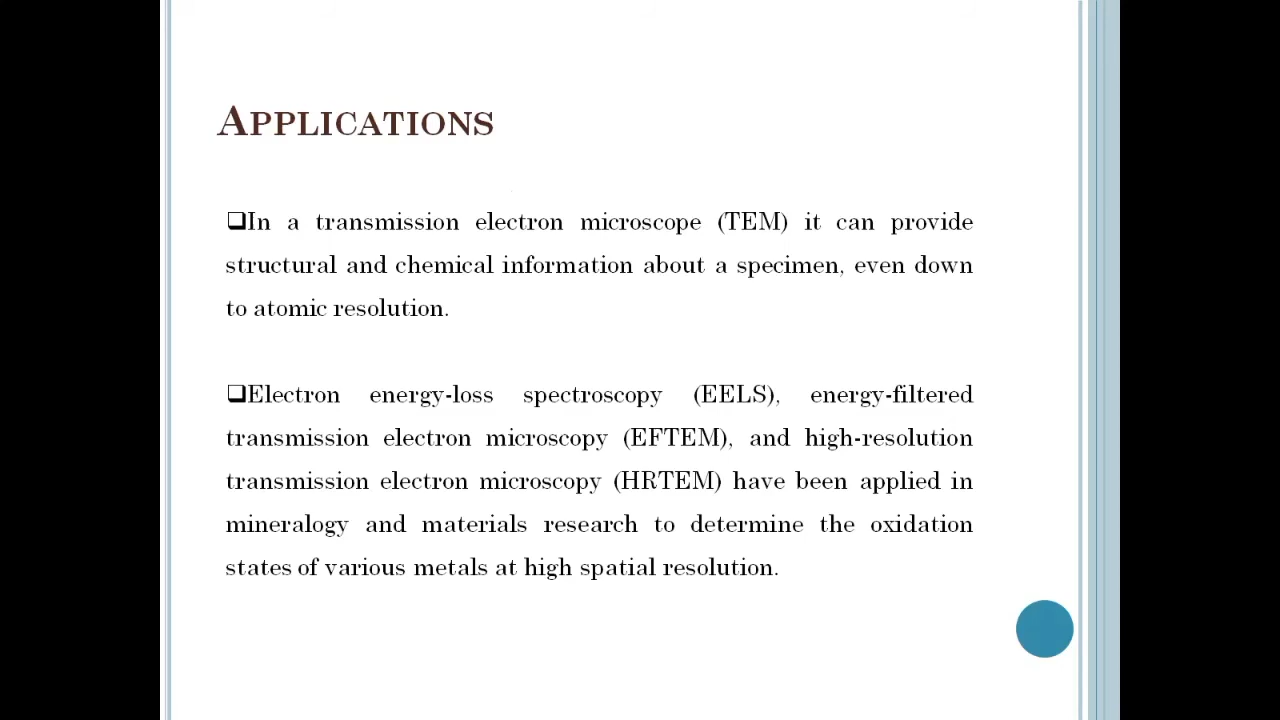 APPLICATIONS
❑In a transmission electron microscope (TEM) it can provide
structural and chemical information about a specimen, even down
to atomic resolution.
❑Electron energy-loss spectroscopy (EELS), energy-filtered
transmission electron microscopy (EFTEM), and high-resolution
transmission electron microscopy (HRTEM) have been applied in
mineralogy and materials research to determine the oxidation
states of various metals at high spatial resolution.